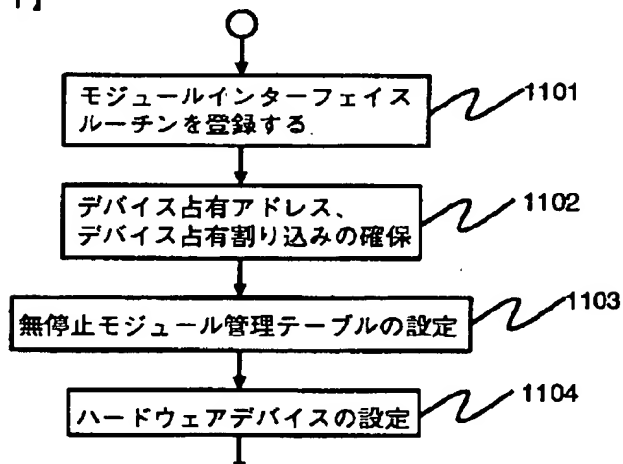 モジュールインターフェイス
ルーチンを登録する
1101
デバイス占有アドレス、
デバイス占有割り込みの確保
1102
無停止モジュール管理テーブルの設定
1103
ハードウェアデバイスの設定
1104